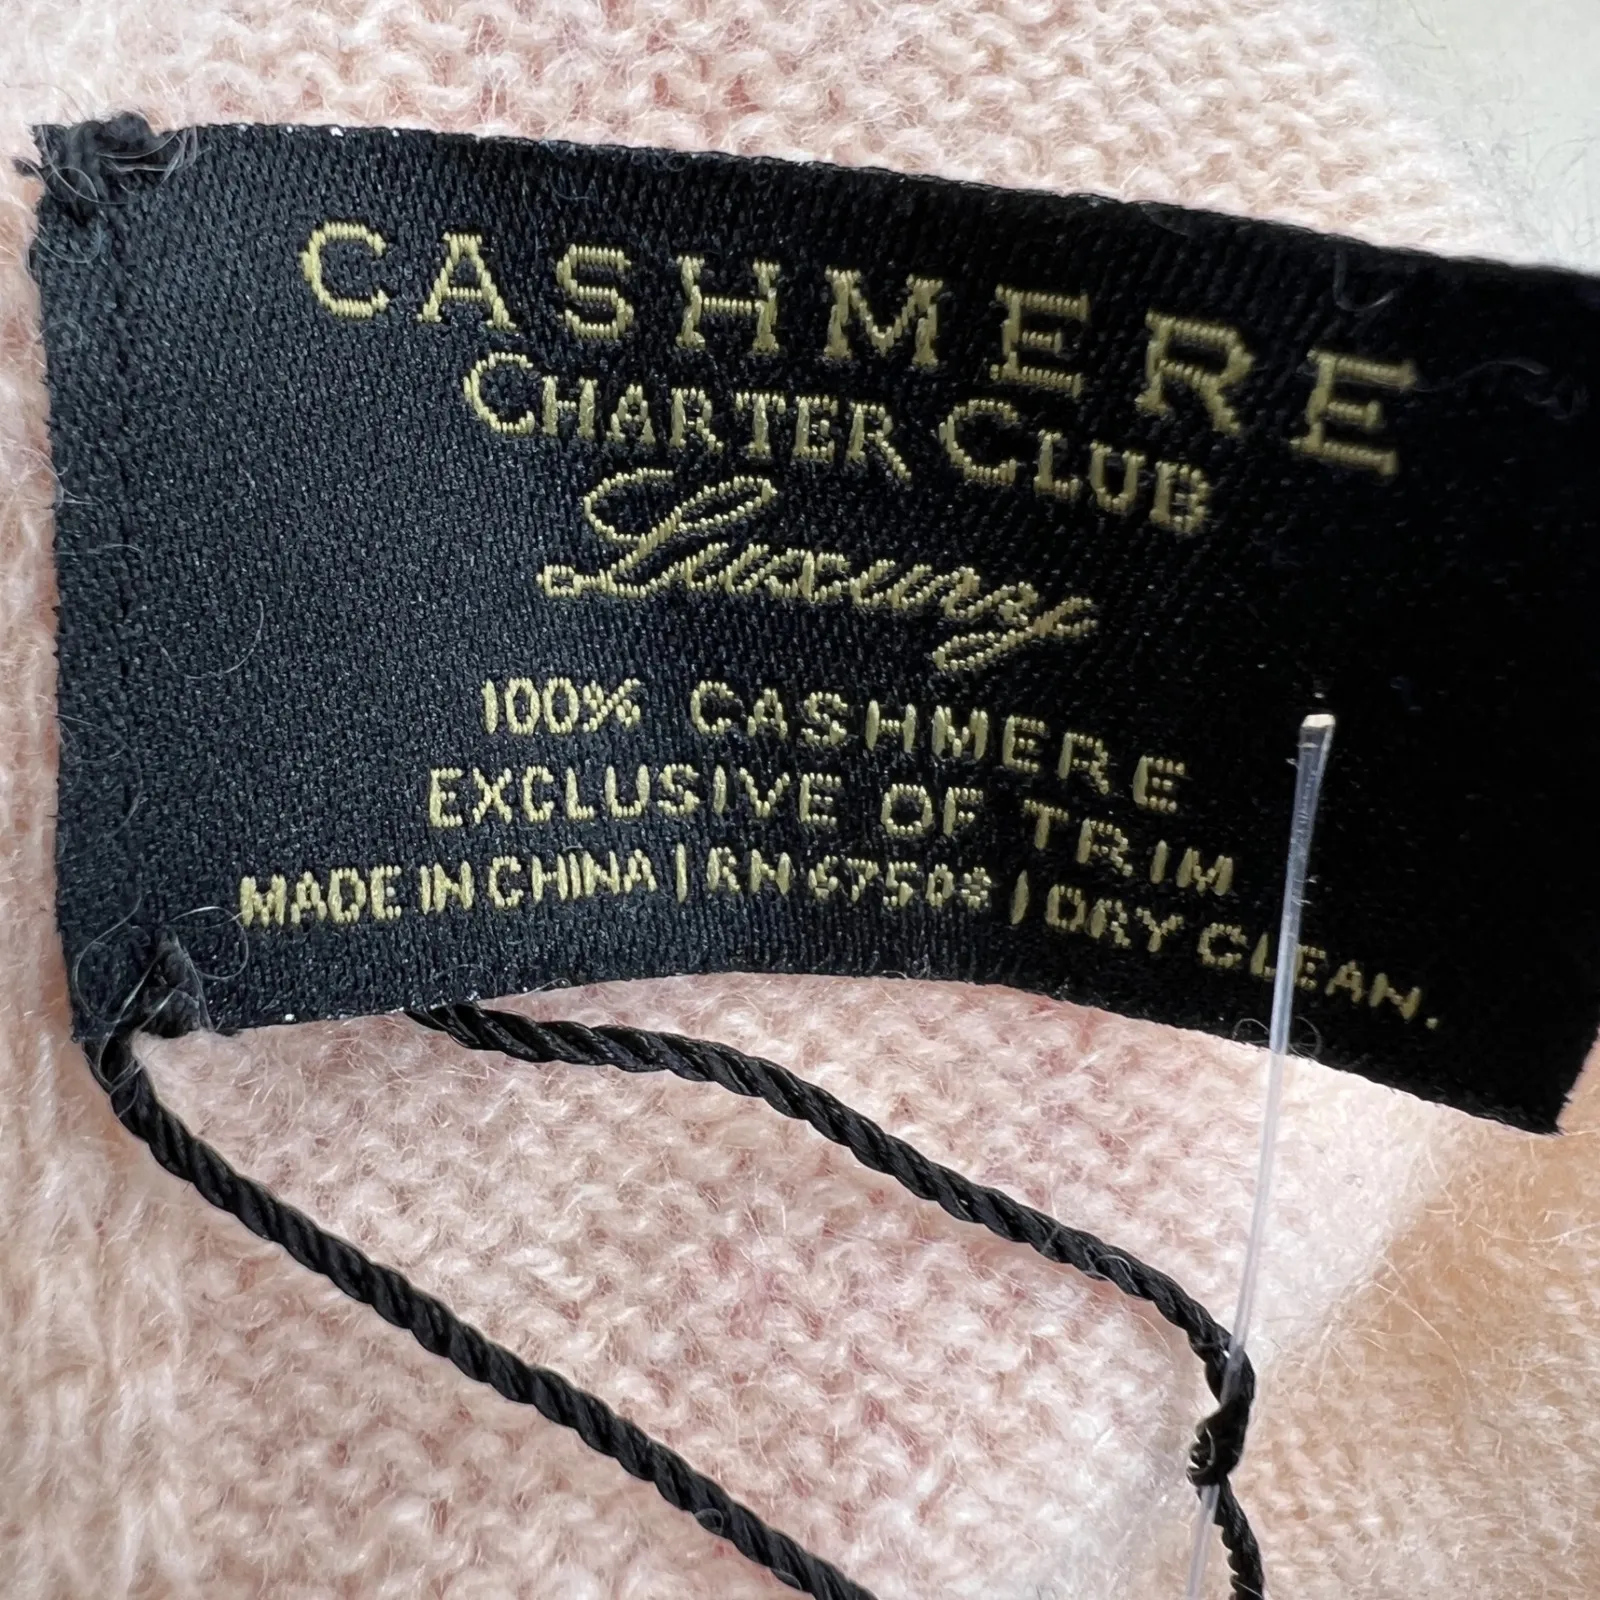 CASHMERE
CHARTER CLUB
Luxury
100% CASHMERE
EXCLUSIVE OF TRIM
MADE IN CHINA | RN 67508 | DRY CLEAN.